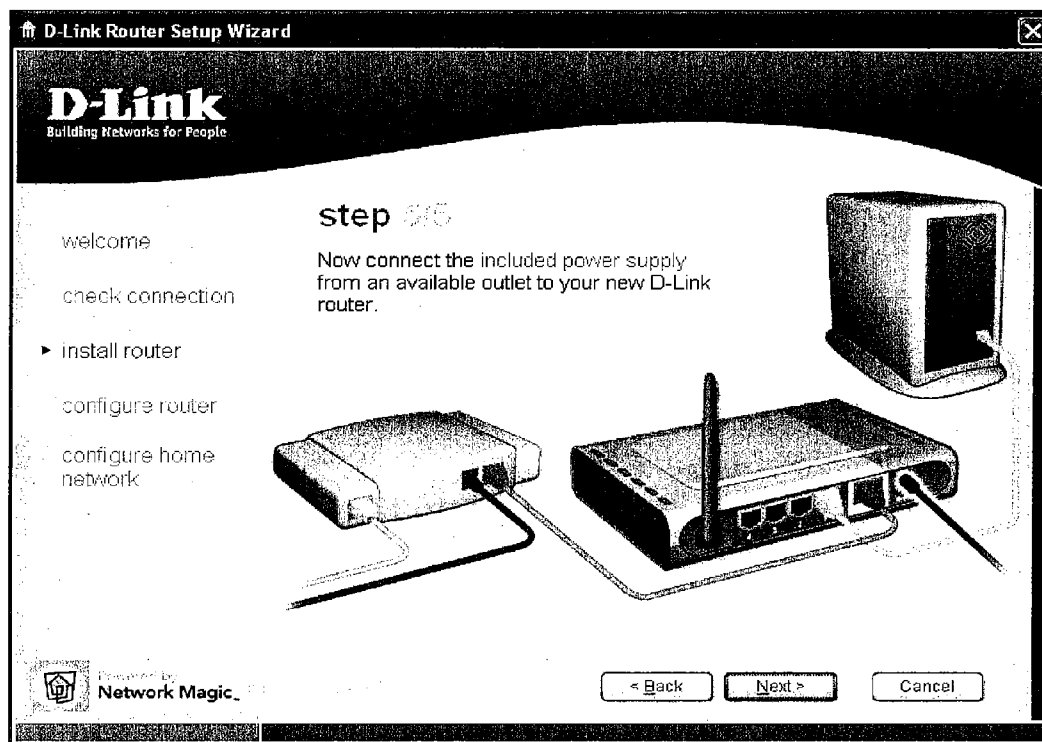 D-Link Router Setup Wizard
D-Link
Building Networks for People
welcome
check connection
install router
configure router
configure home
network
step
Now connect the included power supply
from an available outlet to your new D-Link
router.
Powered by
Network Magic
< Back
Next >
Cancel